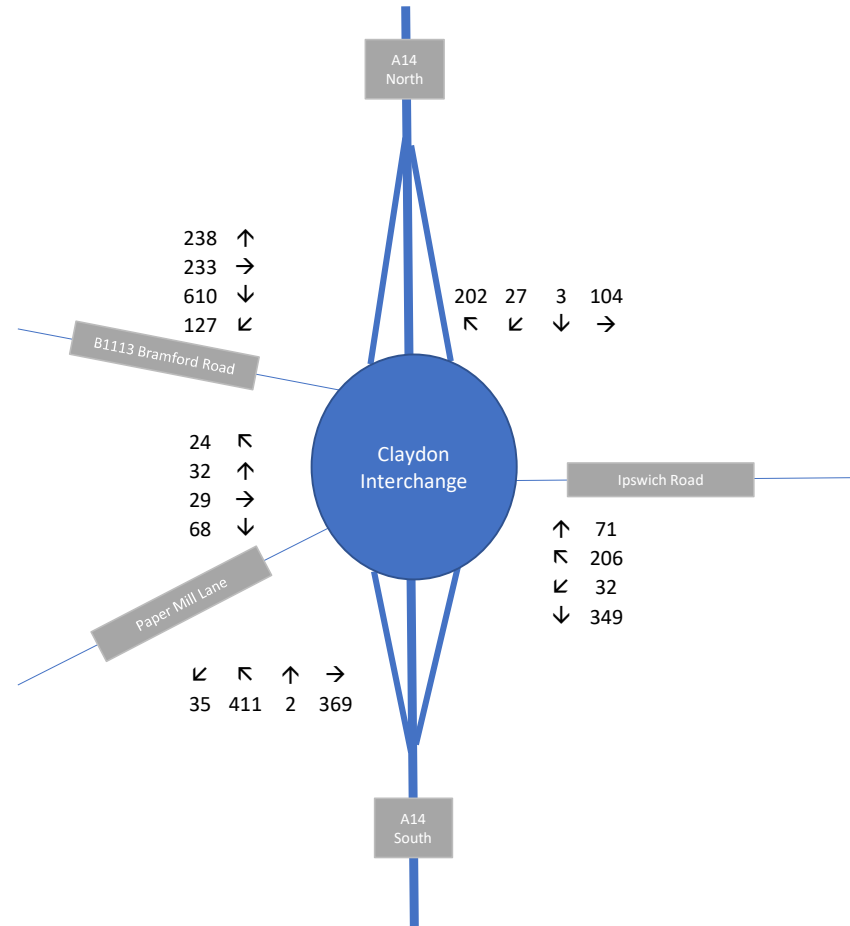 A14
North
238 ↑
233 →
610 ↓
127 ↙
202 27 3 104
↖ ↙ ↓ →
B1113 Bramford Road
Claydon
Interchange
24 ↖
32 ↑
29 →
68 ↓
Ipswich Road
↑ 71
↖ 206
↙ 32
↓ 349
Paper Mill Lane
↙ ↖ ↑ →
35 411 2 369
A14
South